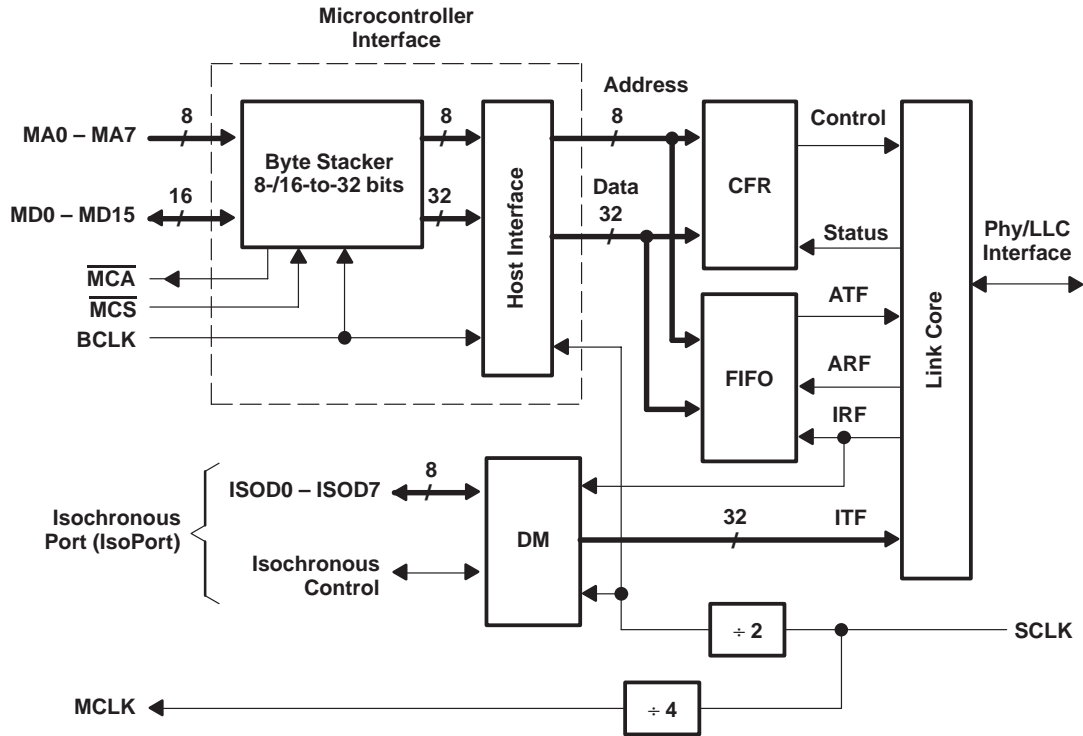 Microcontroller
Interface
Address
8
8
8
MA0 – MA7
Control
Byte Stacker
8-/16-to-32 bits
CFR
Data
16
32
32
MD0 – MD15
Host Interface
Status
Phy/LLC
Interface
MCA
MCS
BCLK
ATF
Link Core
FIFO
ARF
IRF
8
ISOD0 – ISOD7
Isochronous
Port (IsoPort)
32
ITF
DM
Isochronous
Control
÷ 2
SCLK
MCLK
÷ 4